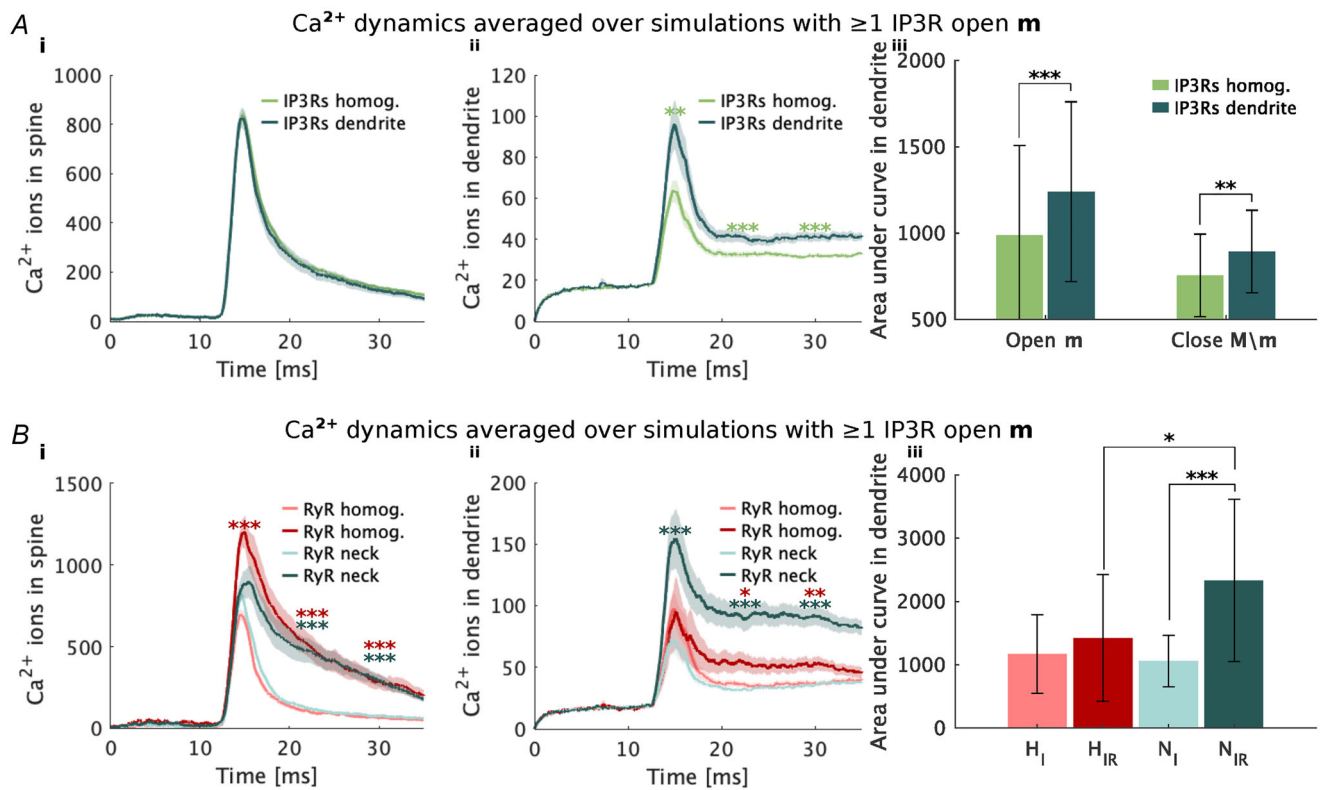 A
Ca2+ dynamics averaged over simulations with ≥1 IP3R open m
i
Ca2+ ions in spine
1000
800
600
400
200
0
0
10
20
30
Time [ms]
IP3Rs homog.
IP3Rs dendrite
ii
Ca2+ ions in dendrite
120
100
80
60
40
20
0
0
10
20
30
Time [ms]
IP3Rs homog.
IP3Rs dendrite
**
***
***
iii
Area under curve in dendrite
2000
1500
1000
500
***
**
IP3Rs homog.
IP3Rs dendrite
Open m
Close M\m
B
Ca2+ dynamics averaged over simulations with ≥1 IP3R open m
i
Ca2+ ions in spine
1500
1000
500
0
0
10
20
30
Time [ms]
RyR homog.
RyR homog.
RyR neck
RyR neck
***
***
***
***
***
ii
Ca2+ ions in dendrite
200
150
100
50
0
0
10
20
30
Time [ms]
RyR homog.
RyR homog.
RyR neck
RyR neck
***
*
***
**
***
iii
Area under curve in dendrite
4000
3000
2000
1000
0
*
***
HI
HIR
NI
NIR